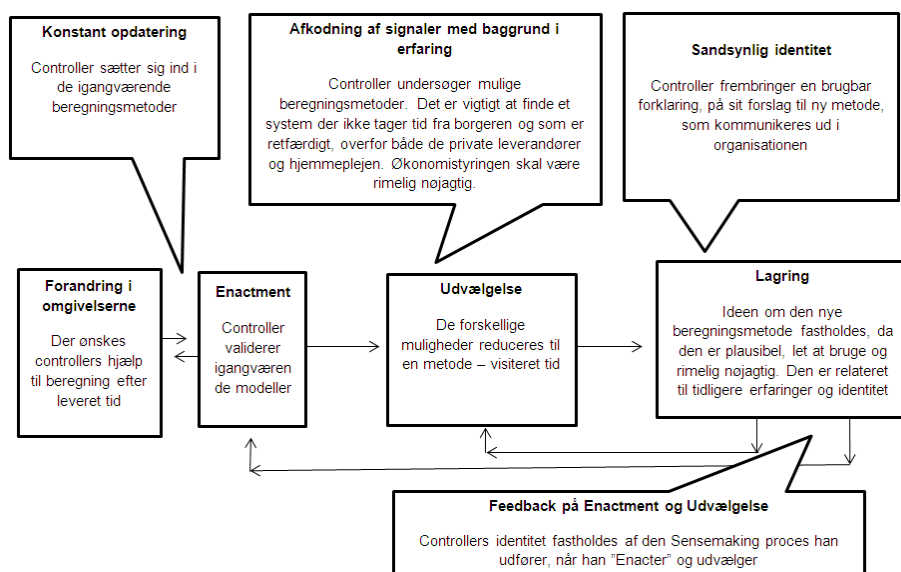 Konstant opdatering
Controller sætter sig ind i
de igangværende
beregningsmetoder
Afkodning af signaler med baggrund i
erfaring
Controller undersøger mulige
beregningsmetoder. Det er vigtigt at finde et
system der ikke tager tid fra borgeren og som er
retfærdigt, overfor både de private leverandører
og hjemmeplejen. Økonomistyringen skal være
rimelig nøjagtig.
Sandsynlig identitet
Controller frembringer en brugbar
forklaring, på sit forslag til ny metode,
som kommunikeres ud i
organisationen
Forandring i
omgivelserne
Der ønskes
controllers hjælp
til beregning efter
leveret tid
Enactment
Controller
validerer
igangværen
de modeller
Udvælgelse
De forskellige
muligheder reduceres til
en metode – visiteret tid
Lagring
Ideen om den nye
beregningsmetode fastholdes, da
den er plausibel, let at bruge og
rimelig nøjagtig. Den er relateret
til tidligere erfaringer og identitet
Feedback på Enactment og Udvælgelse
Controllers identitet fastholdes af den Sensemaking proces han
udfører, når han ”Enacter” og udvælger